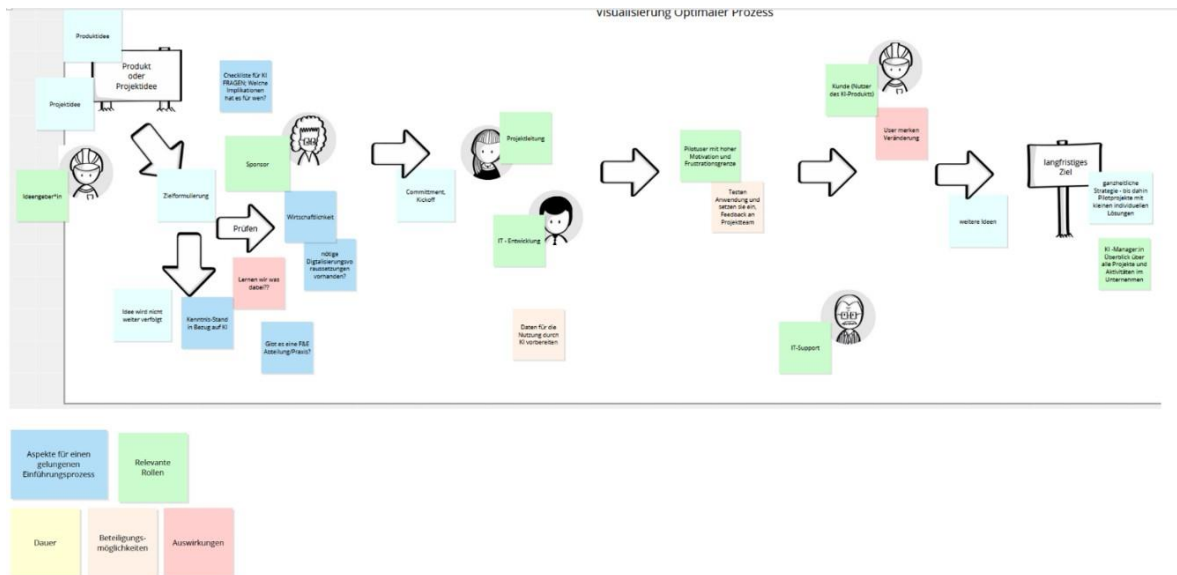 Visualisierung Optimaler Prozess
Produktidee
Produkt
oder
Projektidee
Projektidee
Checkliste für KI
FRAGEN: Welche
Implikationen
hat es für wen?
Ideengeber*in
Zielformulierung
Sponsor
Prüfen
Wirtschaftlichkeit
nötige
Digitalisierungsvo
raussetzungen
vorhanden?
Lernen wir was
dabei??
Idee wird nicht
weiter verfolgt
Kenntnis-Stand
in Bezug auf KI
Gibt es eine F&E
Abteilung/Praxis?
Commitment,
Kickoff
Projektleitung
IT - Entwicklung
Daten für die
Nutzung durch
KI vorbereiten
Pilotuser mit hoher
Motivation und
Frustrationsgrenze
Testen
Anwendung und
setzen sie ein,
Feedback an
Projektteam
Kunde (Nutzer
des KI-Produkts)
User merken
Veränderung
IT-Support
weitere Ideen
langfristiges
Ziel
ganzheitliche
Strategie - bis dahin
Pilotprojekte mit
kleinen individuellen
Lösungen
KI -Manager:in
Überblick über
alle Projekte und
Aktivitäten im
Unternehmen
Aspekte für einen
gelungenen
Einführungsprozess
Relevante
Rollen
Dauer
Beteiligungs-
möglichkeiten
Auswirkungen